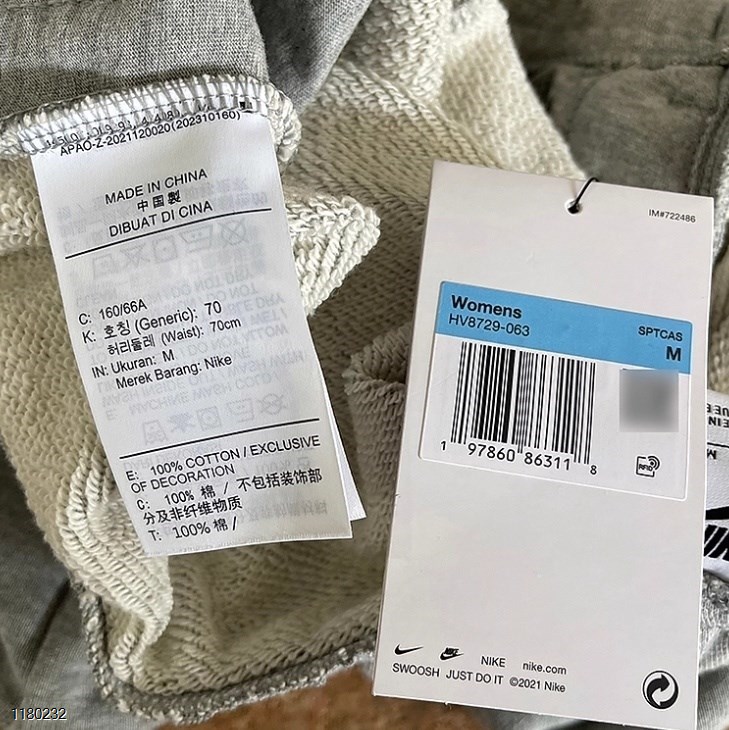 APAO-Z-2021120020(202310160)
MADE IN CHINA
中国製
DIBUAT DI CINA
C: 160/66A
K: 호칭 (Generic): 70
허리둘레 (Waist): 70cm
IN: Ukuran: M
Merek Barang: Nike
E: 100% COTTON / EXCLUSIVE
OF DECORATION
C: 100% 棉 / 不包括装饰部
分及非纤维物质
T: 100% 棉 /
IM#722486
Womens
HV8729-063
SPTCAS
M
1 97860 86311 8
RFID
NIKE
NIKE nike.com
SWOOSH JUST DO IT ©2021 Nike
1180232